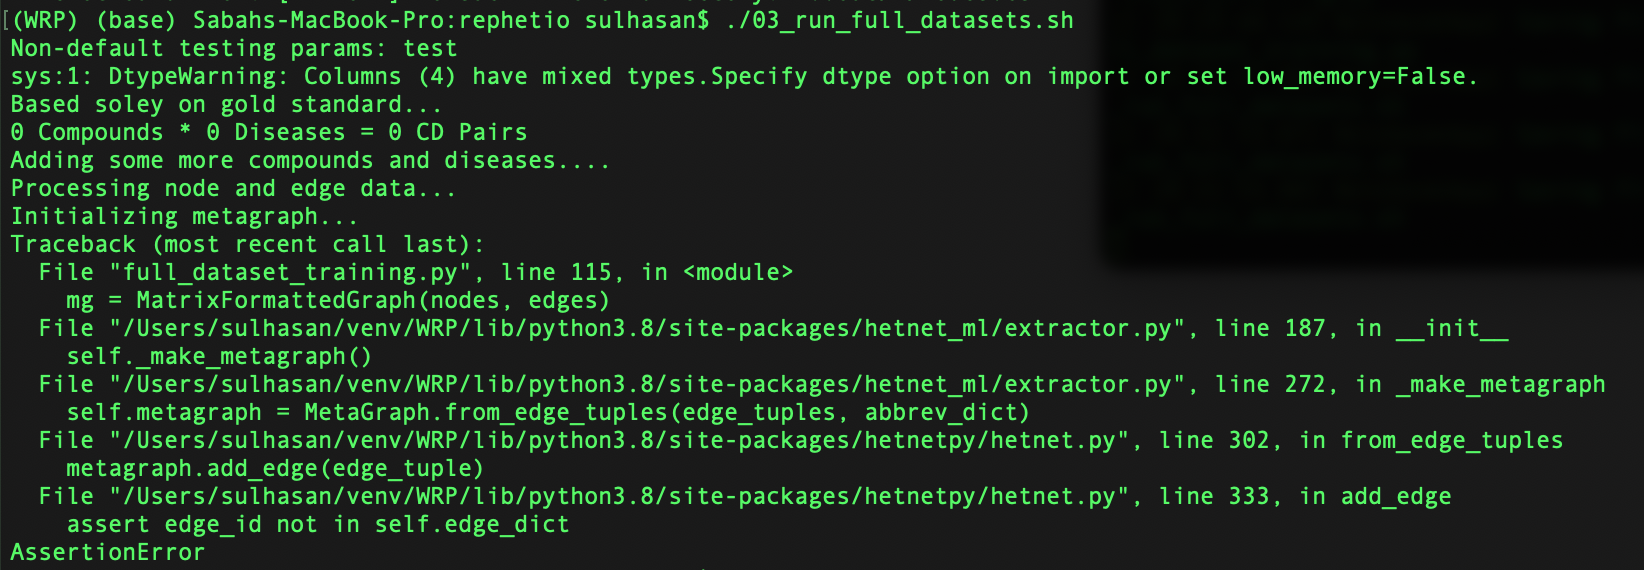 [(WRP) (base) Sabahs-MacBook-Pro:rephetio sulhasan$ ./03_run_full_datasets.sh
Non-default testing params: test
sys:1: DtypeWarning: Columns (4) have mixed types.Specify dtype option on import or set low_memory=False.
Based soley on gold standard...
0 Compounds * 0 Diseases = 0 CD Pairs
Adding some more compounds and diseases....
Processing node and edge data...
Initializing metagraph...
Traceback (most recent call last):
  File "full_dataset_training.py", line 115, in <module>
    mg = MatrixFormattedGraph(nodes, edges)
  File "/Users/sulhasan/venv/WRP/lib/python3.8/site-packages/hetnet_ml/extractor.py", line 187, in __init__
    self._make_metagraph()
  File "/Users/sulhasan/venv/WRP/lib/python3.8/site-packages/hetnet_ml/extractor.py", line 272, in _make_metagraph
    self.metagraph = MetaGraph.from_edge_tuples(edge_tuples, abbrev_dict)
  File "/Users/sulhasan/venv/WRP/lib/python3.8/site-packages/hetnetpy/hetnet.py", line 302, in from_edge_tuples
    metagraph.add_edge(edge_tuple)
  File "/Users/sulhasan/venv/WRP/lib/python3.8/site-packages/hetnetpy/hetnet.py", line 333, in add_edge
    assert edge_id not in self.edge_dict
AssertionError